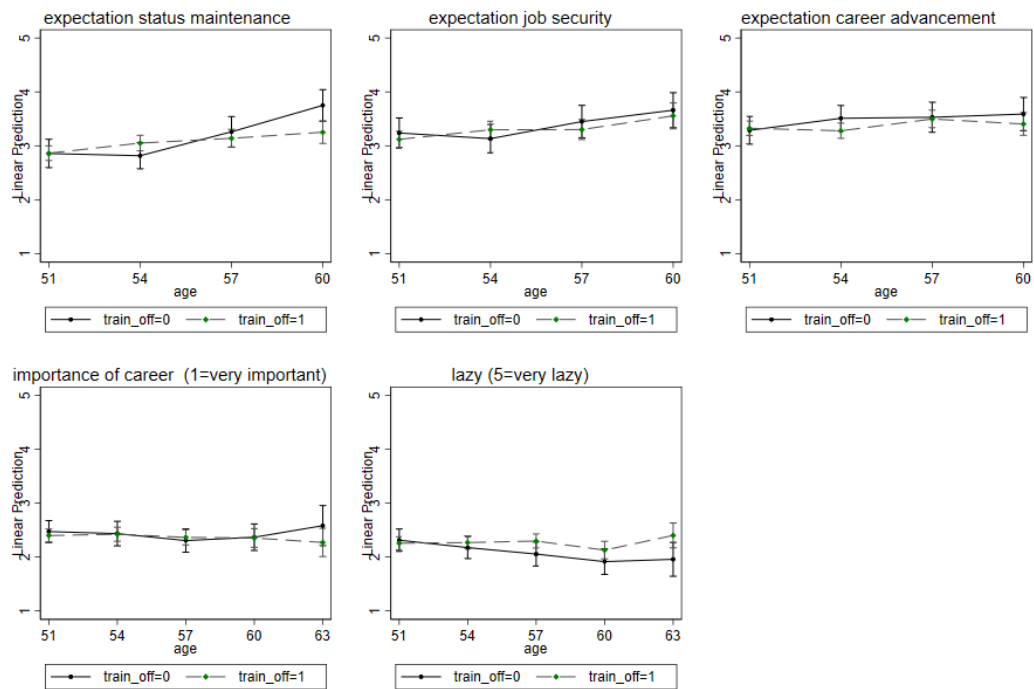 expectation status maintenance
5
4
3
2
1
Linear Prediction
51 54 57 60
age
train_off=0 train_off=1
expectation job security
5
4
3
2
1
Linear Prediction
51 54 57 60
age
train_off=0 train_off=1
expectation career advancement
5
4
3
2
1
Linear Prediction
51 54 57 60
age
train_off=0 train_off=1
importance of career (1=very important)
5
4
3
2
1
Linear Prediction
51 54 57 60 63
age
train_off=0 train_off=1
lazy (5=very lazy)
5
4
3
2
1
Linear Prediction
51 54 57 60 63
age
train_off=0 train_off=1